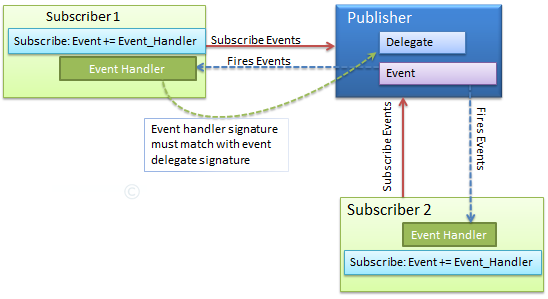 Subscriber 1
Subscribe: Event += Event_Handler
Event Handler
Subscribe Events
Fires Events
Publisher
Delegate
Event
Event handler signature
must match with event
delegate signature
Subscribe Events
Fires Events
©
Subscriber 2
Event Handler
Subscribe: Event += Event_Handler